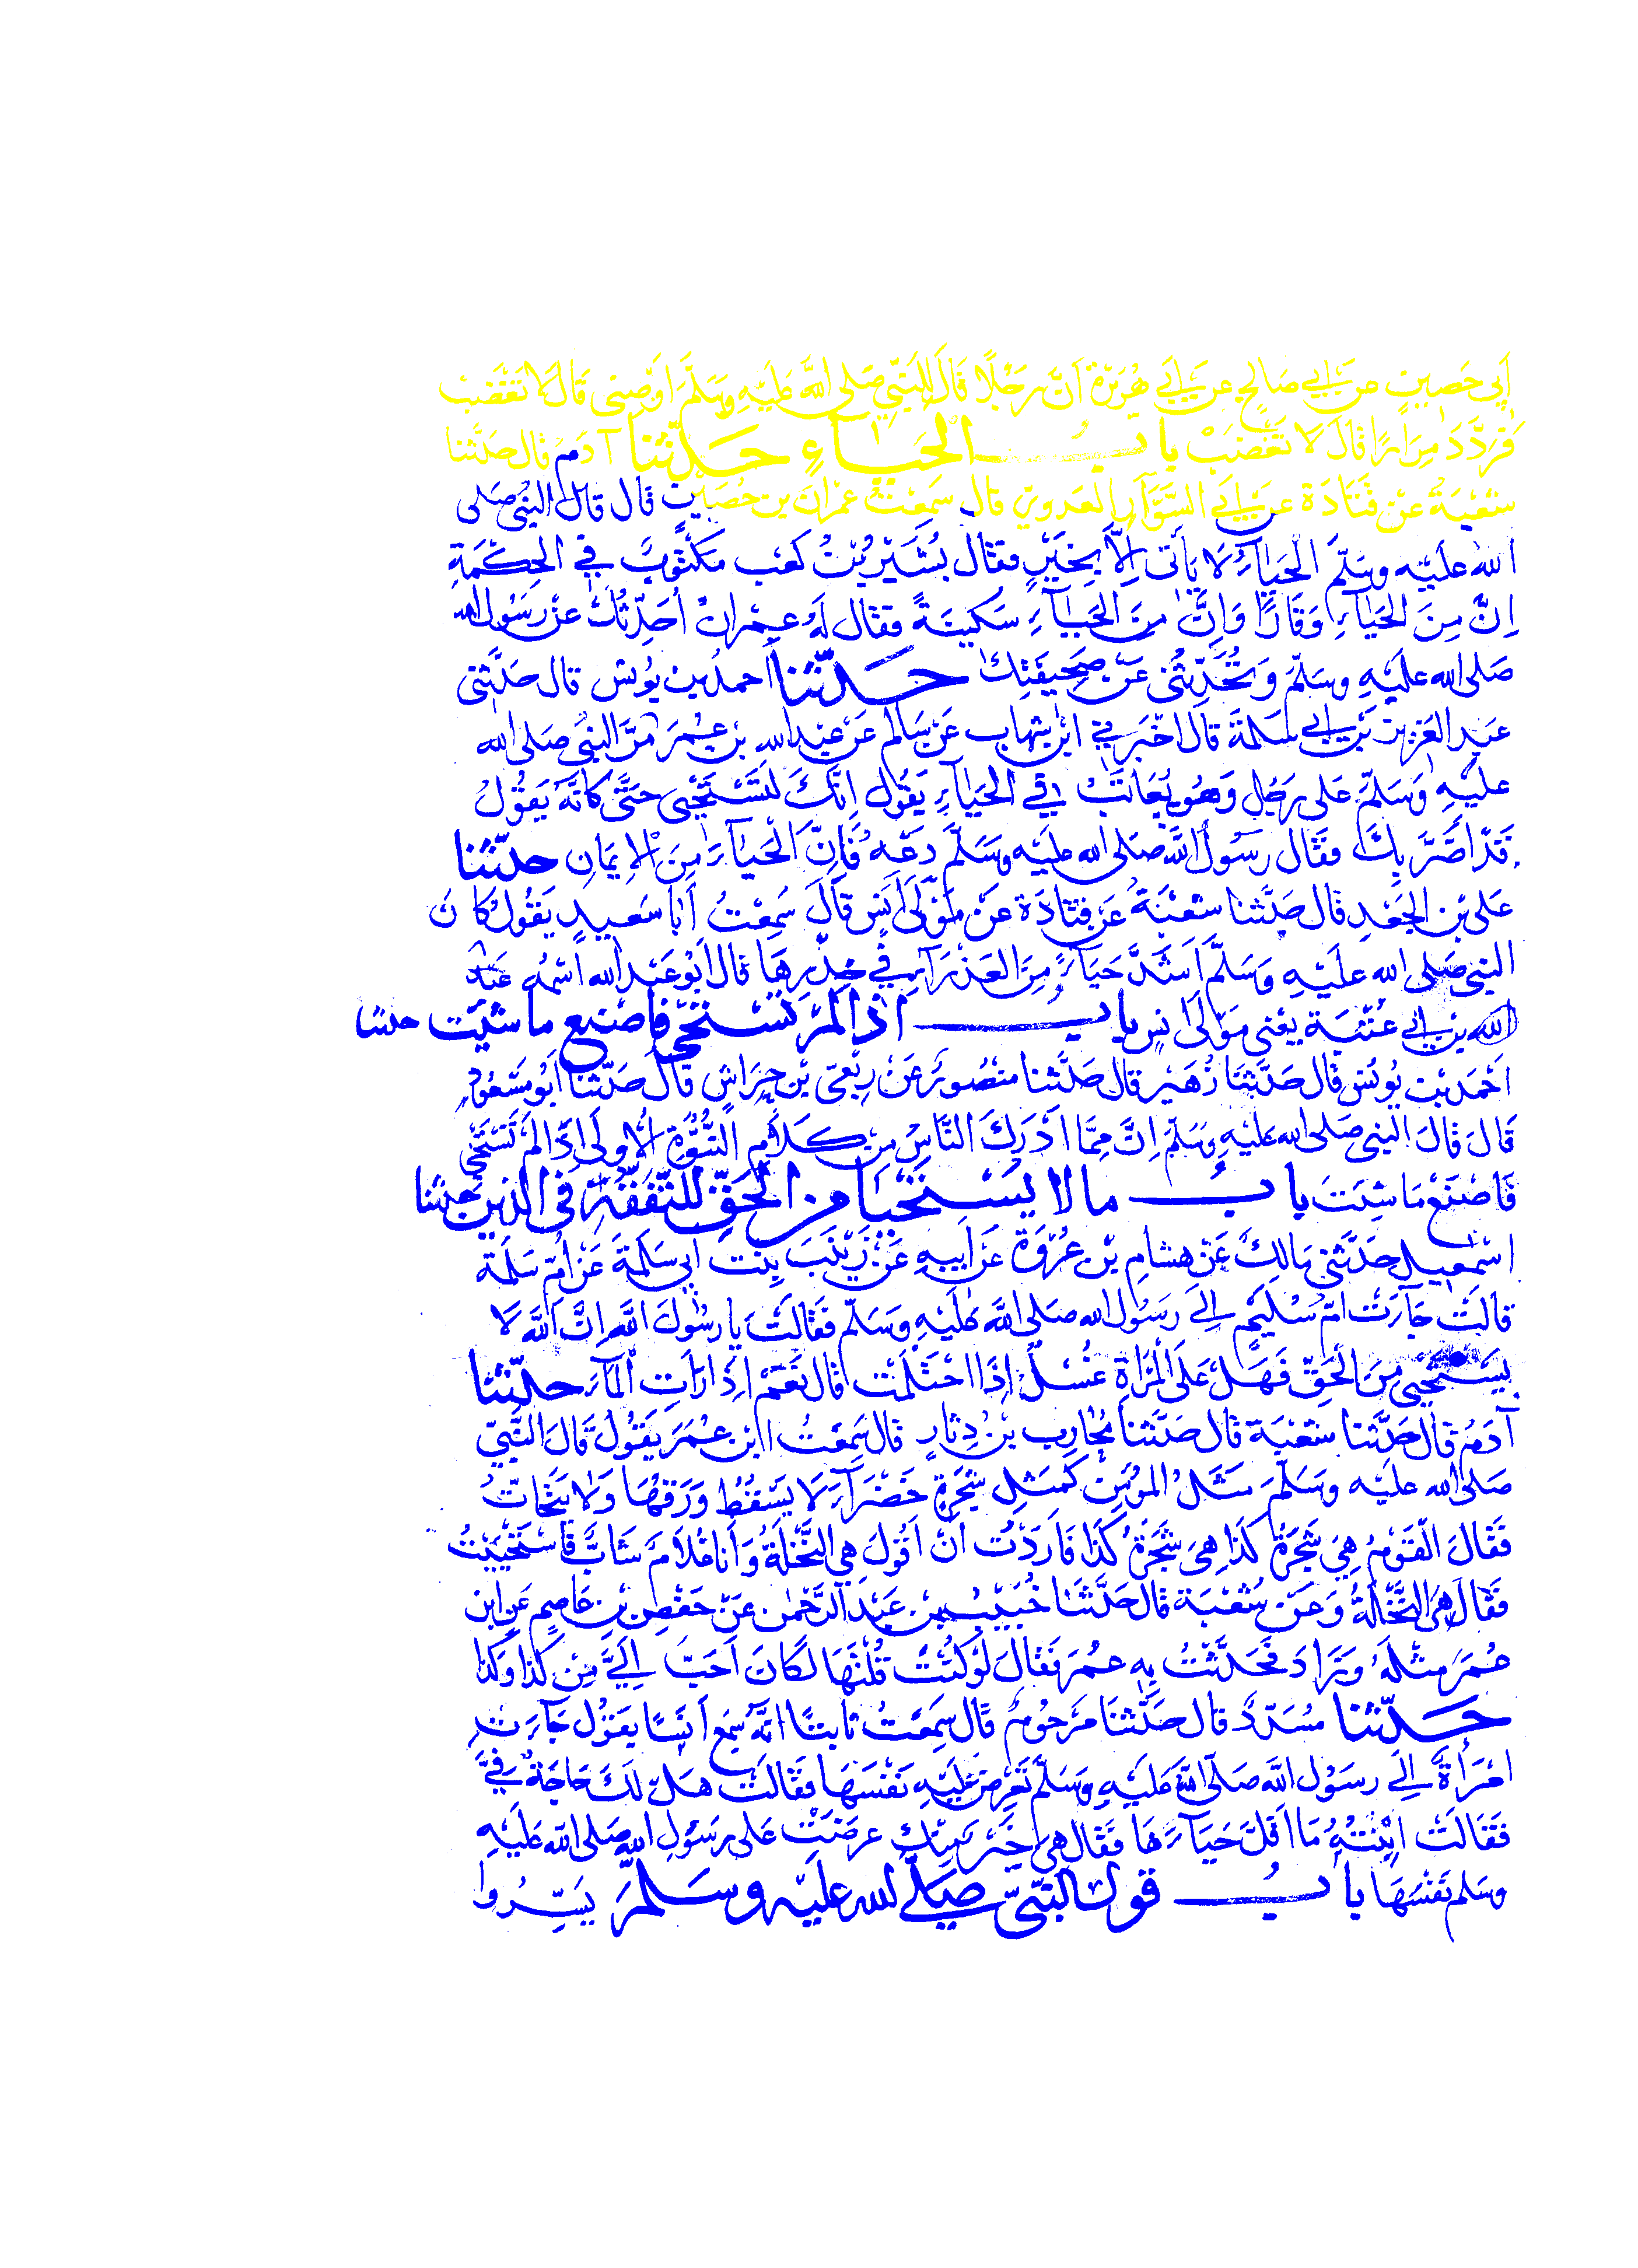 أبي حصين عن أبي صالح عن أبي هريرة أن رجلا قال للنبي صلى الله عليه وسلم أوصني قال لا تغضب
فردد مرارا قال لا تغضب باب الحياء حدثنا آدم قال حدثنا
شعبة عن قتادة عن أبي السوار العدوي قال سمعت عمران بن حصين قال قال النبي صلى
الله عليه وسلم الحياء لا يأتي إلا بخير فقال بشير بن كعب مكتوب في الحكمة
إن من الحياء وقارا وإن من الحياء سكينة فقال له عمران أحدثك عن رسول الله
صلى الله عليه وسلم وتحدثني عن صحيفتك حدثنا أحمد بن يونس قال حدثني
عبد العزيز بن أبي سلمة قال أخبرني ابن شهاب عن سالم عن عبد الله بن عمر مر النبي صلى الله
عليه وسلم على رجل وهو يعاتب في الحياء يقول إنك لتستحيى حتى كأنه يقول
قد أضر بك فقال رسول الله صلى الله عليه وسلم دعه فإن الحياء من الإيمان حدثنا
على بن الجعد قال حدثنا شعبة عن قتادة عن مولى أنس قال سمعت أبا سعيد يقول كان
النبي صلى الله عليه وسلم أشد حياء من العذراء في خدرها قال أبو عبد الله اسمه عبد
الله بن أبي عتبة يعني مولى أنس باب إذا لم تستحي فاصنع ما شئت حدثنا
أحمد بن يونس قال حدثنا زهير قال حدثنا منصور عن ربعي بن حراش قال حدثنا أبو مسعود
قال قال النبي صلى الله عليه وسلم إن مما أدرك الناس من كلام النبوة الأولى إذا لم تستحي
فاصنع ما شئت باب ما لا يستحيا من الحق للتفقه في الدين حدثنا
اسمعيل حدثني مالك عن هشام بن عروة عن أبيه عن زينب بنت أبي سلمة عن أم سلمة
قالت جاءت أم سليم إلى رسول الله صلى الله عليه وسلم فقالت يا رسول الله إن الله لا
يستحيي من الحق فهل على المرأة غسل إذا احتلمت قال نعم إذا رأت الماء حدثنا
آدم قال حدثنا شعبة قال حدثنا محارب بن دثار قال سمعت ابن عمر يقول قال النبي
صلى الله عليه وسلم مثل المؤمن كمثل شجرة خضراء لا يسقط ورقها ولا يتحات
فقال القوم هي شجرة كذا هي شجرة كذا فأردت أن أقول هي النخلة وأنا غلام شاب فاستحييت
فقال هي النخلة وعن شعبة قال حدثنا خبيب بن عبد الرحمن عن حفص بن عاصم عن ابن
عمر مثله وزاد فحدثت به عمر فقال لو كنت قلتها لكان أحب إلي من كذا وكذا
حدثنا مسدد قال حدثنا مرحوم قال سمعت ثابتا انه سمع أنسا يقول جاءت
امرأة إلى رسول الله صلى الله عليه وسلم تعرض عليه نفسها فقالت هل لك حاجة في
فقالت ابنته ما أقل حياءها فقال هي خير منك عرضت على رسول الله صلى الله عليه
وسلم نفسها باب قول النبي صلى الله عليه وسلم يسروا